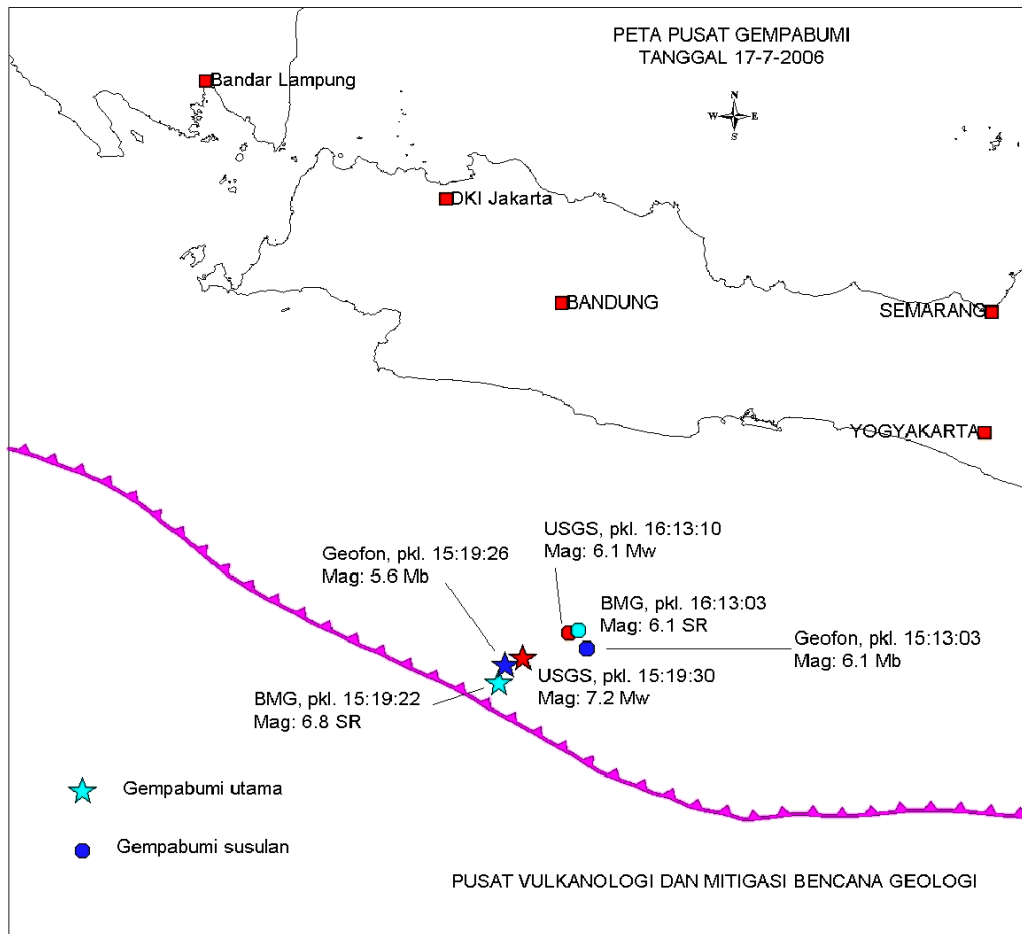 PETA PUSAT GEMPABUMI
TANGGAL 17-7-2006
Bandar Lampung
N
W E
S
DKI Jakarta
BANDUNG
SEMARANG
YOGYAKARTA
USGS, pkl. 16:13:10
Mag: 6.1 Mw
Geofon, pkl. 15:19:26
Mag: 5.6 Mb
BMG, pkl. 16:13:03
Mag: 6.1 SR
Geofon, pkl. 15:13:03
Mag: 6.1 Mb
USGS, pkl. 15:19:30
Mag: 7.2 Mw
BMG, pkl. 15:19:22
Mag: 6.8 SR
Gempabumi utama
Gempabumi susulan
PUSAT VULKANOLOGI DAN MITIGASI BENCANA GEOLOGI